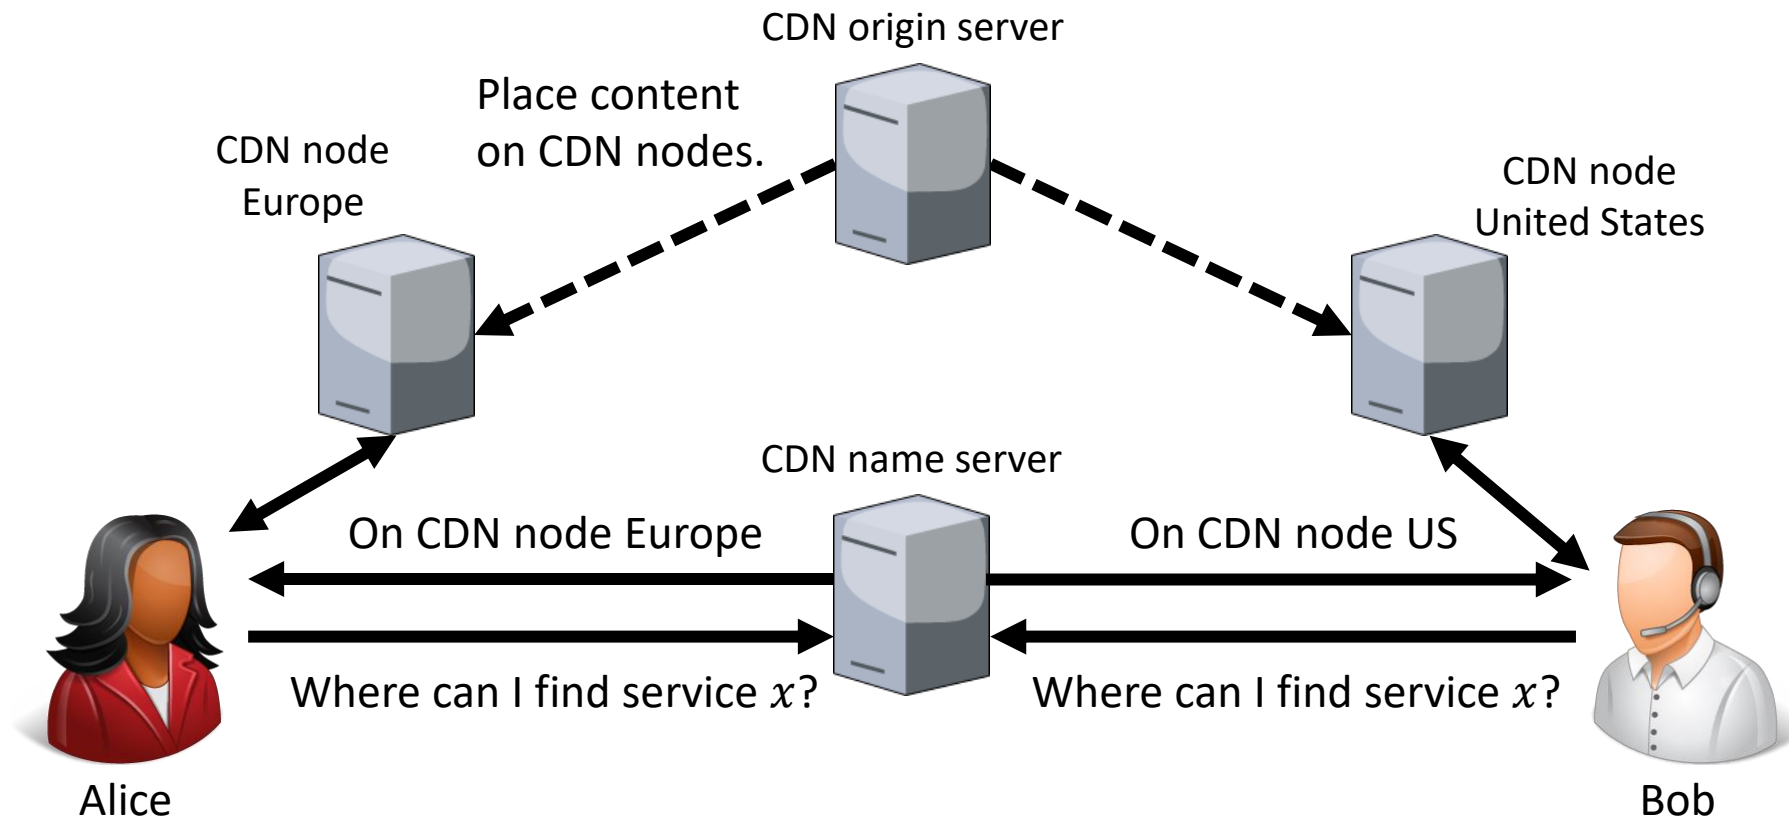 CDN origin server
Place content
on CDN nodes.
CDN node
Europe
CDN node
United States
CDN name server
On CDN node Europe
On CDN node US
Where can I find service x?
Where can I find service x?
Alice
Bob